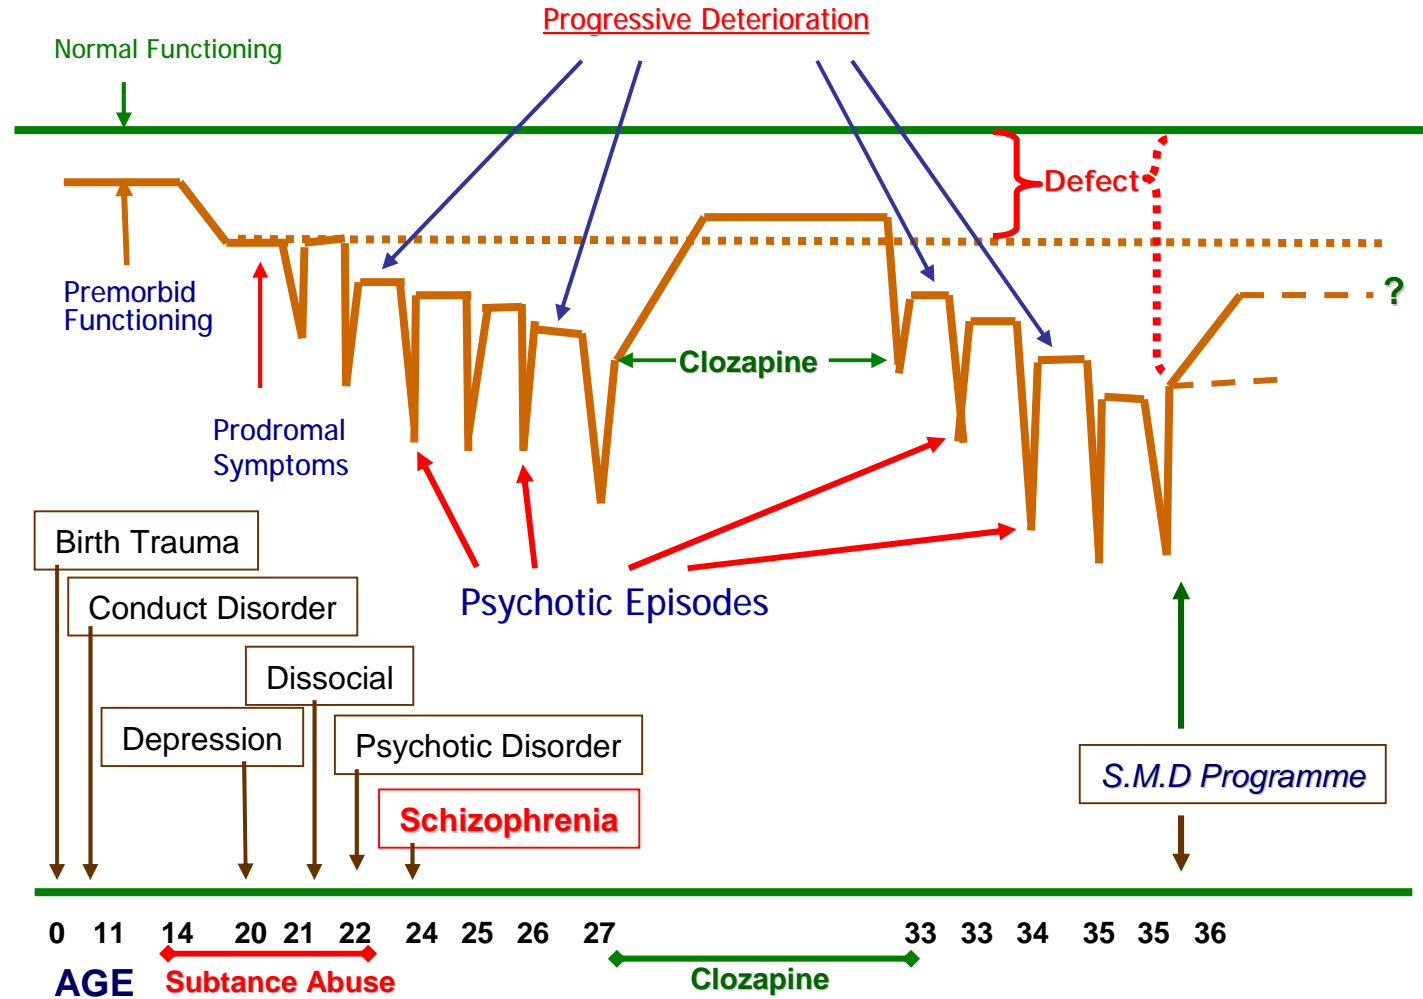 Progressive Deterioration
Normal Functioning
Defect
Premorbid
Functioning
?
Clozapine
Prodromal
Symptoms
Birth Trauma
Conduct Disorder
Psychotic Episodes
Dissocial
Depression
Psychotic Disorder
S.M.D Programme
Schizophrenia
0 11 14 20 21 22 24 25 26 27 33 33 34 35 35 36
AGE
Subtance Abuse
Clozapine